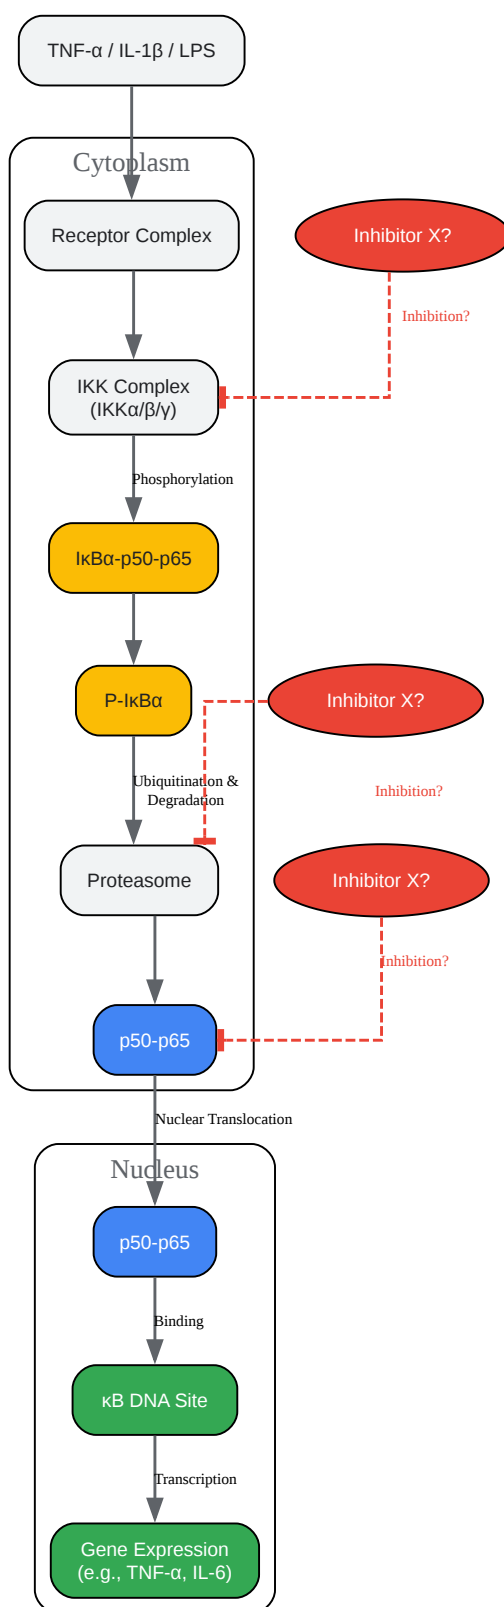 TNF-α / IL-1β / LPS
Cytoplasm
Receptor Complex
Inhibitor X?
Inhibition?
IKK Complex
(IKKα/β/γ)
Phosphorylation
IκBα-p50-p65
P-IκBα
Inhibitor X?
Ubiquitination &
Degradation
Inhibition?
Proteasome
Inhibitor X?
Inhibition?
p50-p65
Nuclear Translocation
Nucleus
p50-p65
Binding
κB DNA Site
Transcription
Gene Expression
(e.g., TNF-α, IL-6)